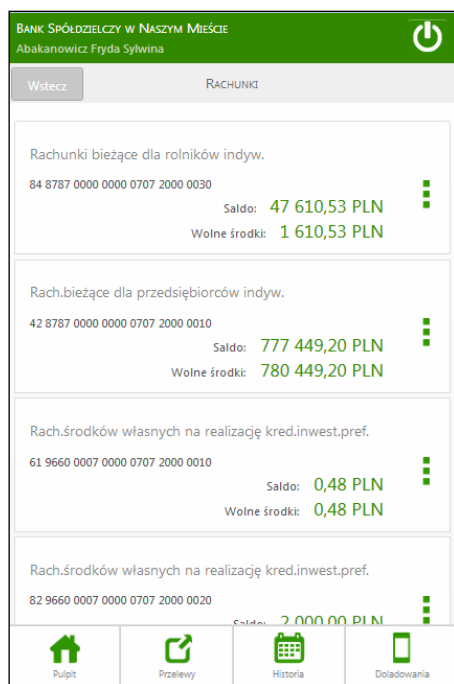 Bank Spółdzielczy w Naszym Mieście
Abakanowicz Fryda Sylwina
Wstecz
Rachunki
Rachunki bieżące dla rolników indyw.
84 8787 0000 0000 0707 2000 0030
Saldo: 47 610,53 PLN
Wolne środki: 1 610,53 PLN
Rach.bieżące dla przedsiębiorców indyw.
42 8787 0000 0000 0707 2000 0010
Saldo: 777 449,20 PLN
Wolne środki: 780 449,20 PLN
Rach.środków własnych na realizację kred.inwest.pref.
61 9660 0007 0000 0707 2000 0010
Saldo: 0,48 PLN
Wolne środki: 0,48 PLN
Rach.środków własnych na realizację kred.inwest.pref.
82 9660 0007 0000 0707 2000 0020
Saldo: 2 000,00 PLN
Pulpit
Przelewy
Historia
Doładowania